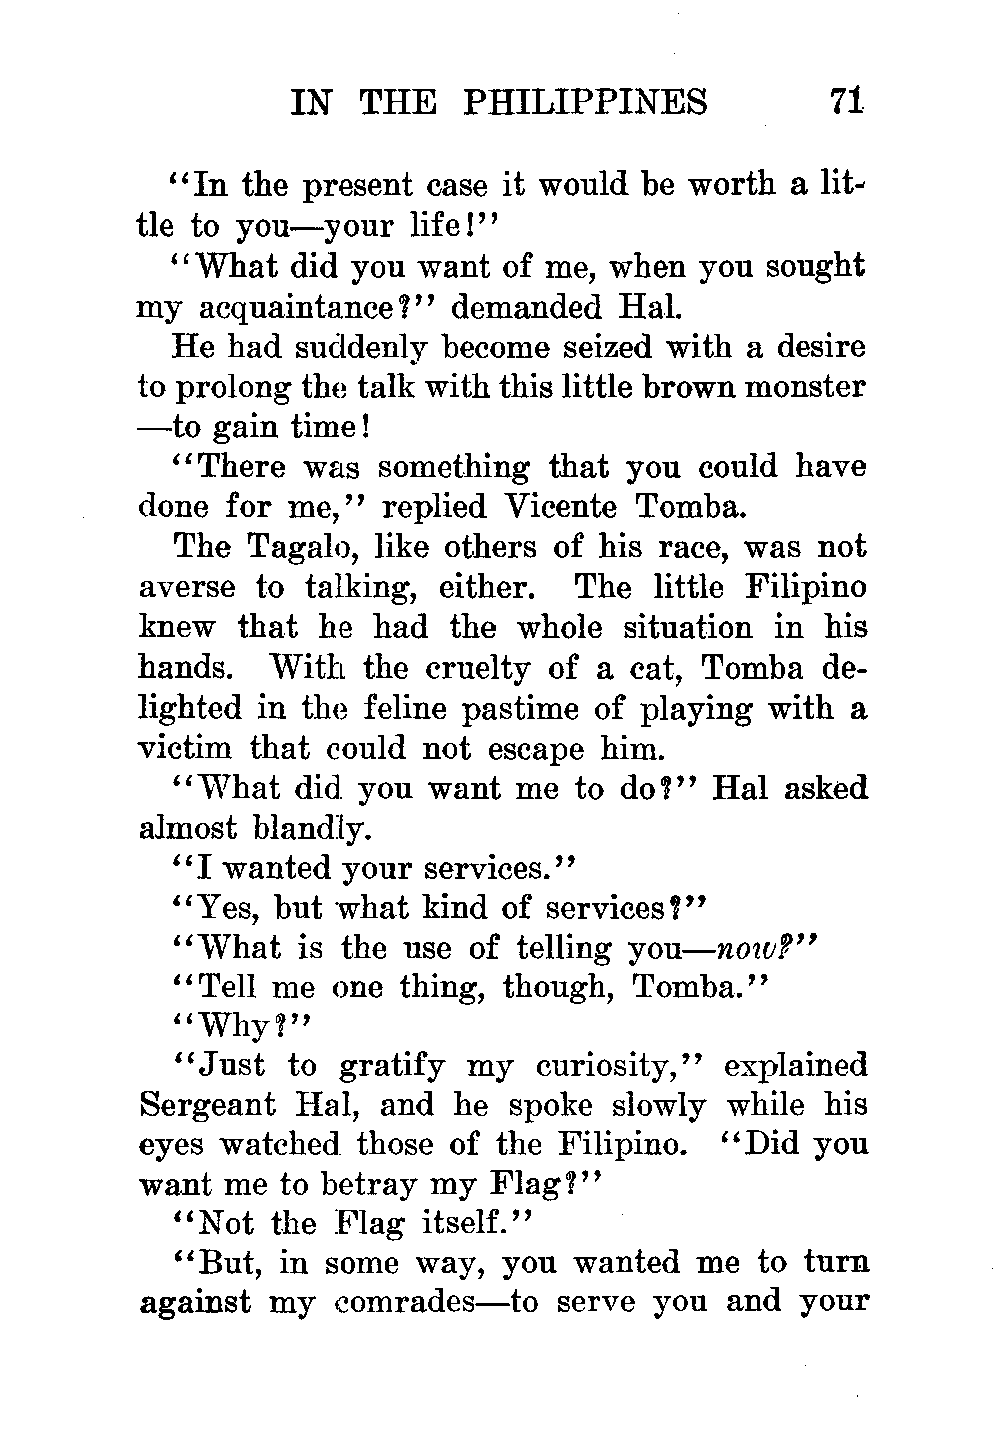 IN THE PHILIPPINES 71
"In the present case it would be worth a lit-
tle to you—your life!"
"What did you want of me, when you sought
my acquaintance?" demanded Hal.
He had suddenly become seized with a desire
to prolong the talk with this little brown monster
—to gain time!
"There was something that you could have
done for me," replied Vicente Tomba.
The Tagalo, like others of his race, was not
averse to talking, either. The little Filipino
knew that he had the whole situation in his
hands. With the cruelty of a cat, Tomba de-
lighted in the feline pastime of playing with a
victim that could not escape him.
"What did you want me to do?" Hal asked
almost blandly.
"I wanted your services."
"Yes, but what kind of services?"
"What is the use of telling you—now?"
"Tell me one thing, though, Tomba."
"Why?"
"Just to gratify my curiosity," explained
Sergeant Hal, and he spoke slowly while his
eyes watched those of the Filipino. "Did you
want me to betray my Flag?"
"Not the Flag itself."
"But, in some way, you wanted me to turn
against my comrades—to serve you and your